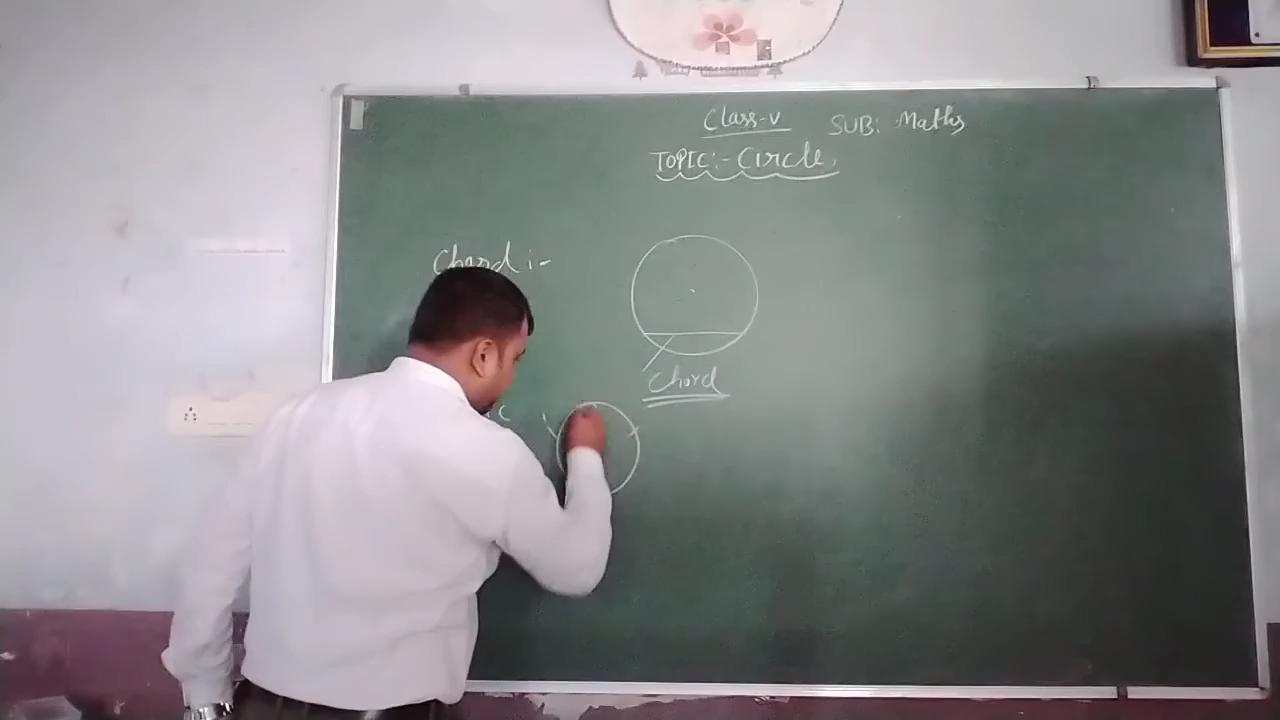 Class-V SUB: Maths
TOPIC:- Circle.
Chord :-
Chord